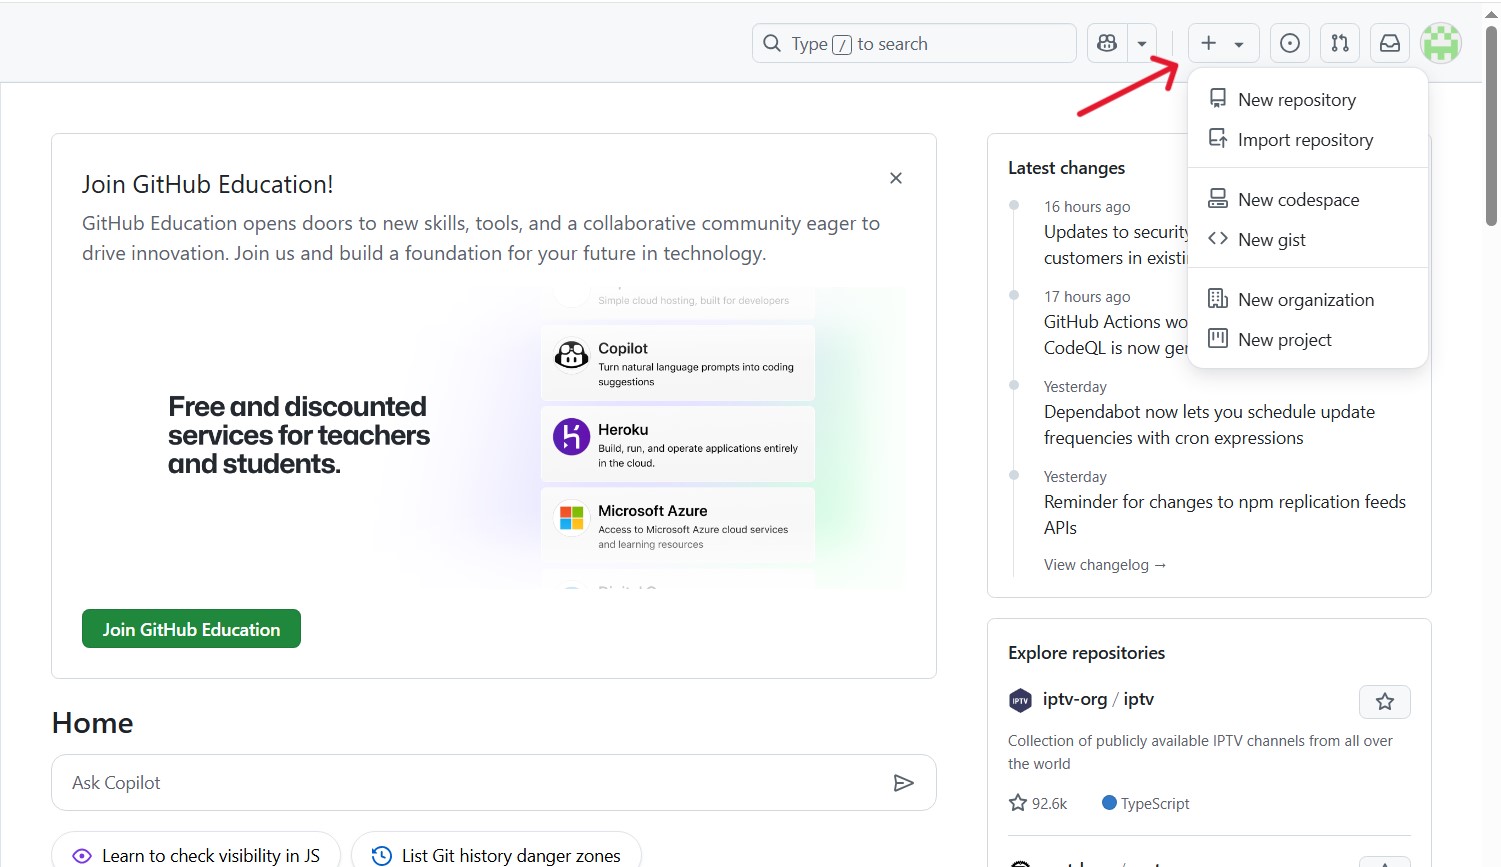 Type / to search
New repository
Import repository
New codespace
New gist
New organization
New project
Join GitHub Education!
GitHub Education opens doors to new skills, tools, and a collaborative community eager to
drive innovation. Join us and build a foundation for your future in technology.
Free and discounted
services for teachers
and students.
Simple cloud hosting, built for developers
Copilot
Turn natural language prompts into coding
suggestions
Heroku
Build, run, and operate applications entirely
in the cloud.
Microsoft Azure
Access to Microsoft Azure cloud services
and learning resources
Join GitHub Education
Home
Ask Copilot
Learn to check visibility in JS
List Git history danger zones
Latest changes
16 hours ago
Updates to security
customers in existi
17 hours ago
GitHub Actions wo
CodeQL is now ger
Yesterday
Dependabot now lets you schedule update
frequencies with cron expressions
Yesterday
Reminder for changes to npm replication feeds
APIs
View changelog →
Explore repositories
IPTV
iptv-org / iptv
Collection of publicly available IPTV channels from all over
the world
92.6k
TypeScript